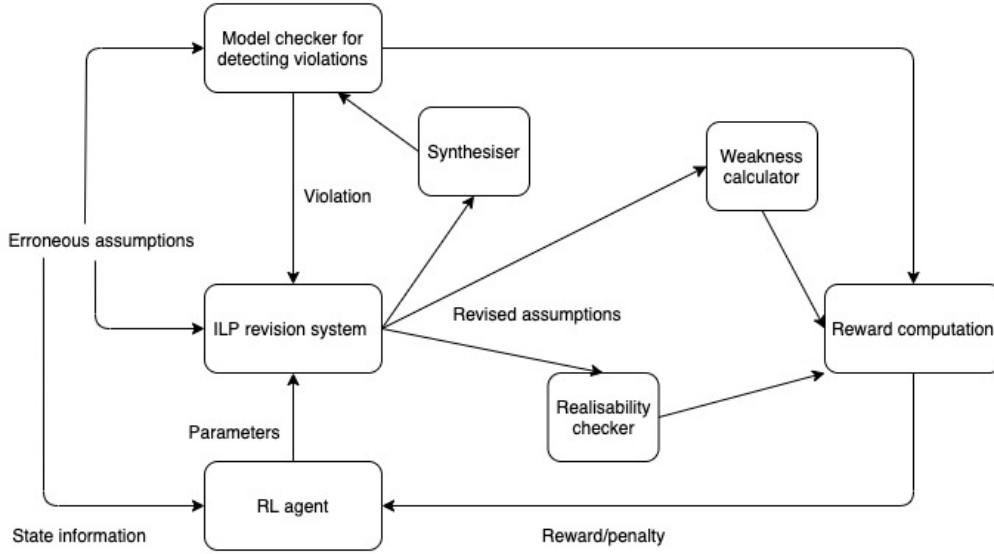 Model checker for
detecting violations
Synthesiser
Weakness
calculator
Violation
Erroneous assumptions
ILP revision system
Revised assumptions
Reward computation
Realisability
checker
Parameters
RL agent
State information
Reward/penalty